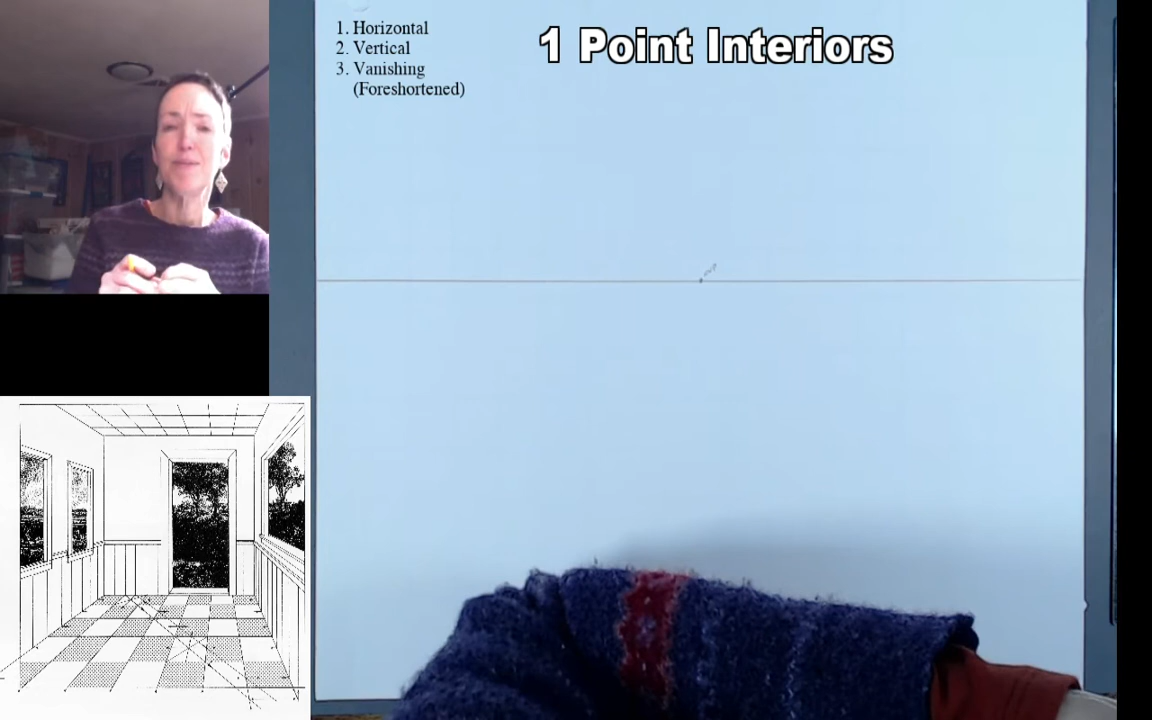 1 Point Interiors
1. Horizontal
2. Vertical
3. Vanishing
(Foreshortened)